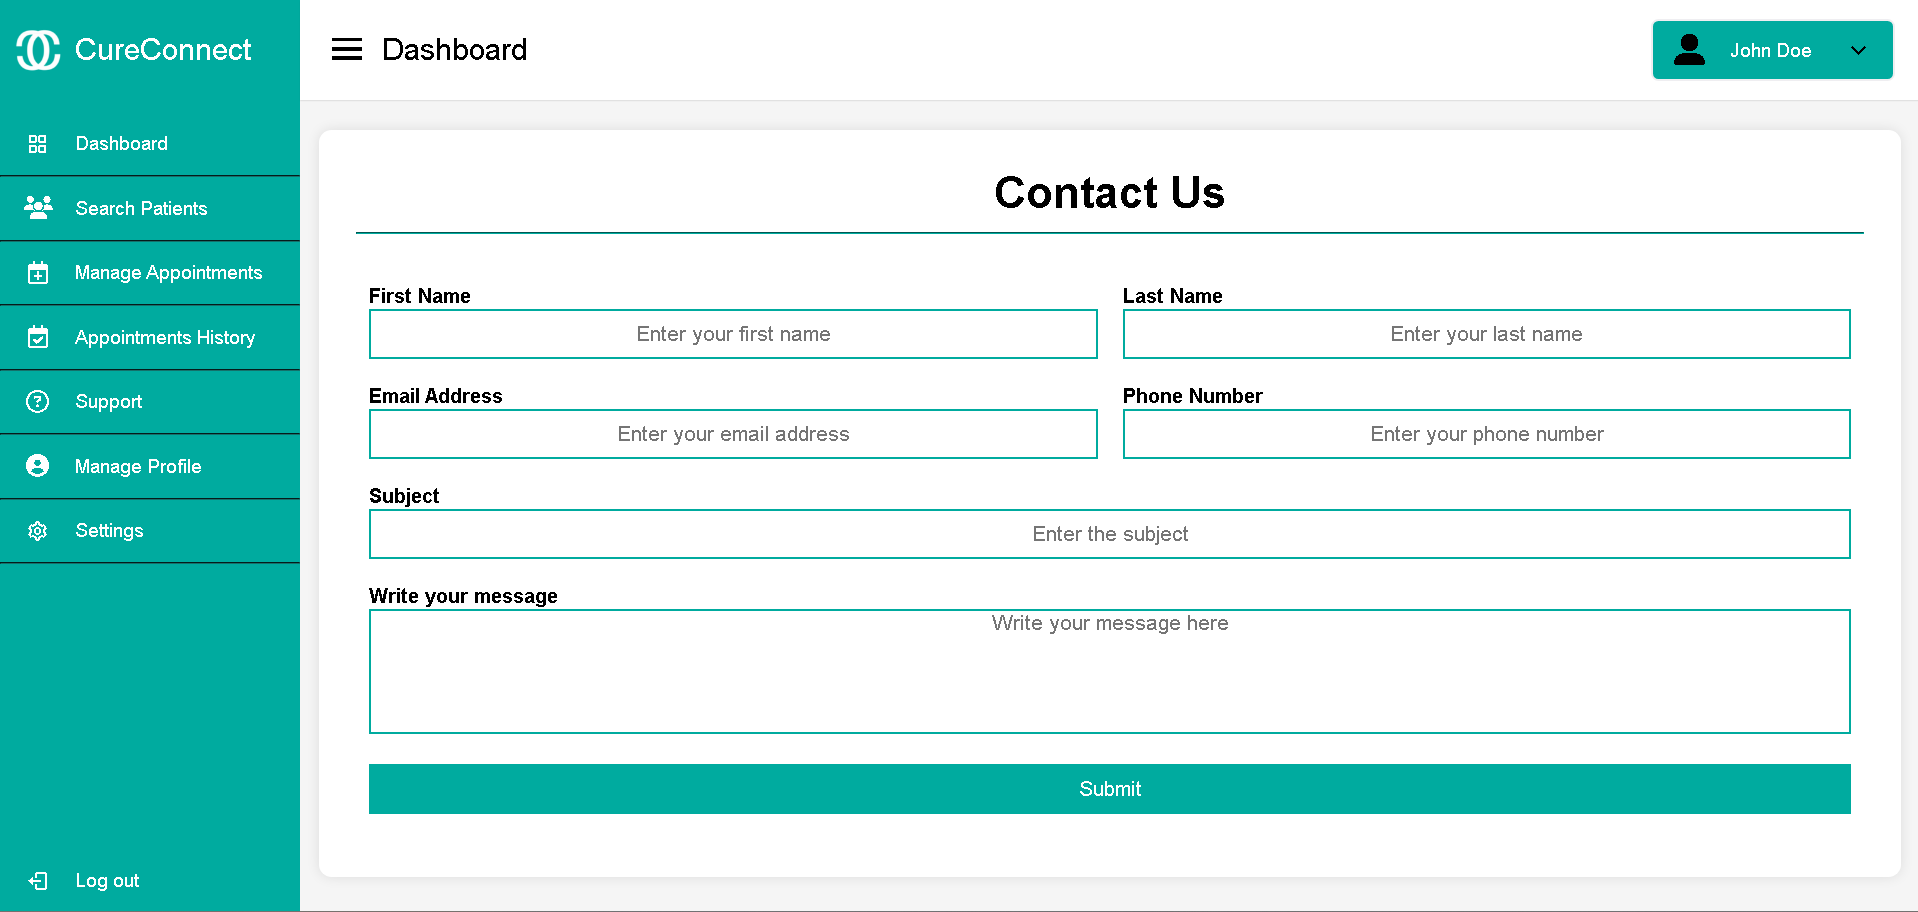 CureConnect
Dashboard
John Doe
Dashboard
Search Patients
Manage Appointments
Appointments History
Support
Manage Profile
Settings
Log out
Contact Us
First Name
Last Name
Enter your first name
Enter your last name
Email Address
Phone Number
Enter your email address
Enter your phone number
Subject
Enter the subject
Write your message
Write your message here
Submit